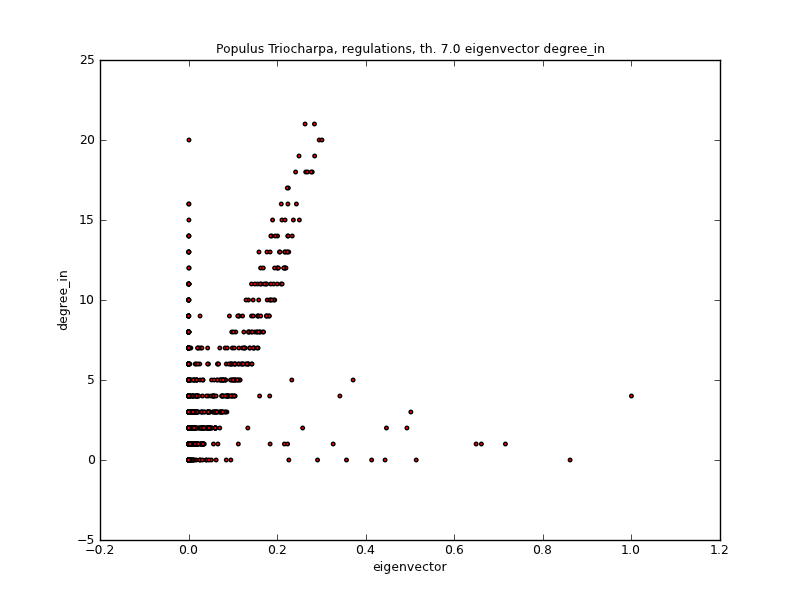 Populus Triocharpa, regulations, th. 7.0 eigenvector degree_in
25
20
15
10
5
0
−5
degree_in
−0.2 0.0 0.2 0.4 0.6 0.8 1.0 1.2
eigenvector